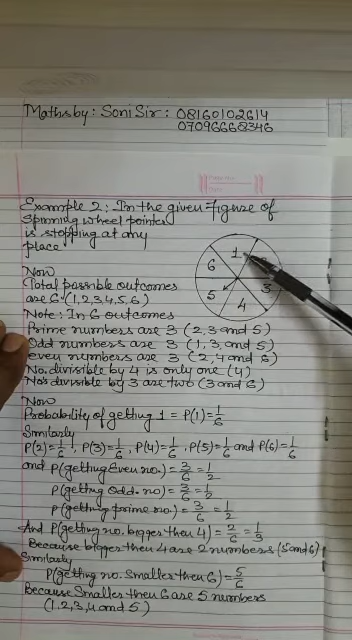 Maths by: Soni Sir: 08160102614
07096668346
Example 2: In the given figure of
Spinning wheel pointer
is stopping at any
place
1
6
5
4
3
Now
Total possible outcomes
are 6 (1,2,3,4,5,6)
Note: In 6 outcomes
Prime numbers are 3 (2,3 and 5)
Odd numbers are 3 (1,3, and 5)
even numbers are 3 (2,4 and 6)
No. divisible by 4 is only one (4)
Nos divisible by 3 are two (3 and 6)
Now
Probability of getting 1 = P(1)=1/6
Similarly
P(2)=1/6, P(3)=1/6, P(4)=1/6, P(5)=1/6 and P(6)=1/6
and P(getting Even no.)=3/6=1/2
P(getting Odd. no)=3/6=1/2
P(getting prime no)=3/6=1/2
And P(getting no. bigger then 4)=2/6=1/3
Because bigger then 4 are 2 numbers (5 and 6)
Similarly
P(getting no. Smaller then 6)=5/6
Because Smaller then 6 are 5 numbers
(1,2,3,4 and 5)